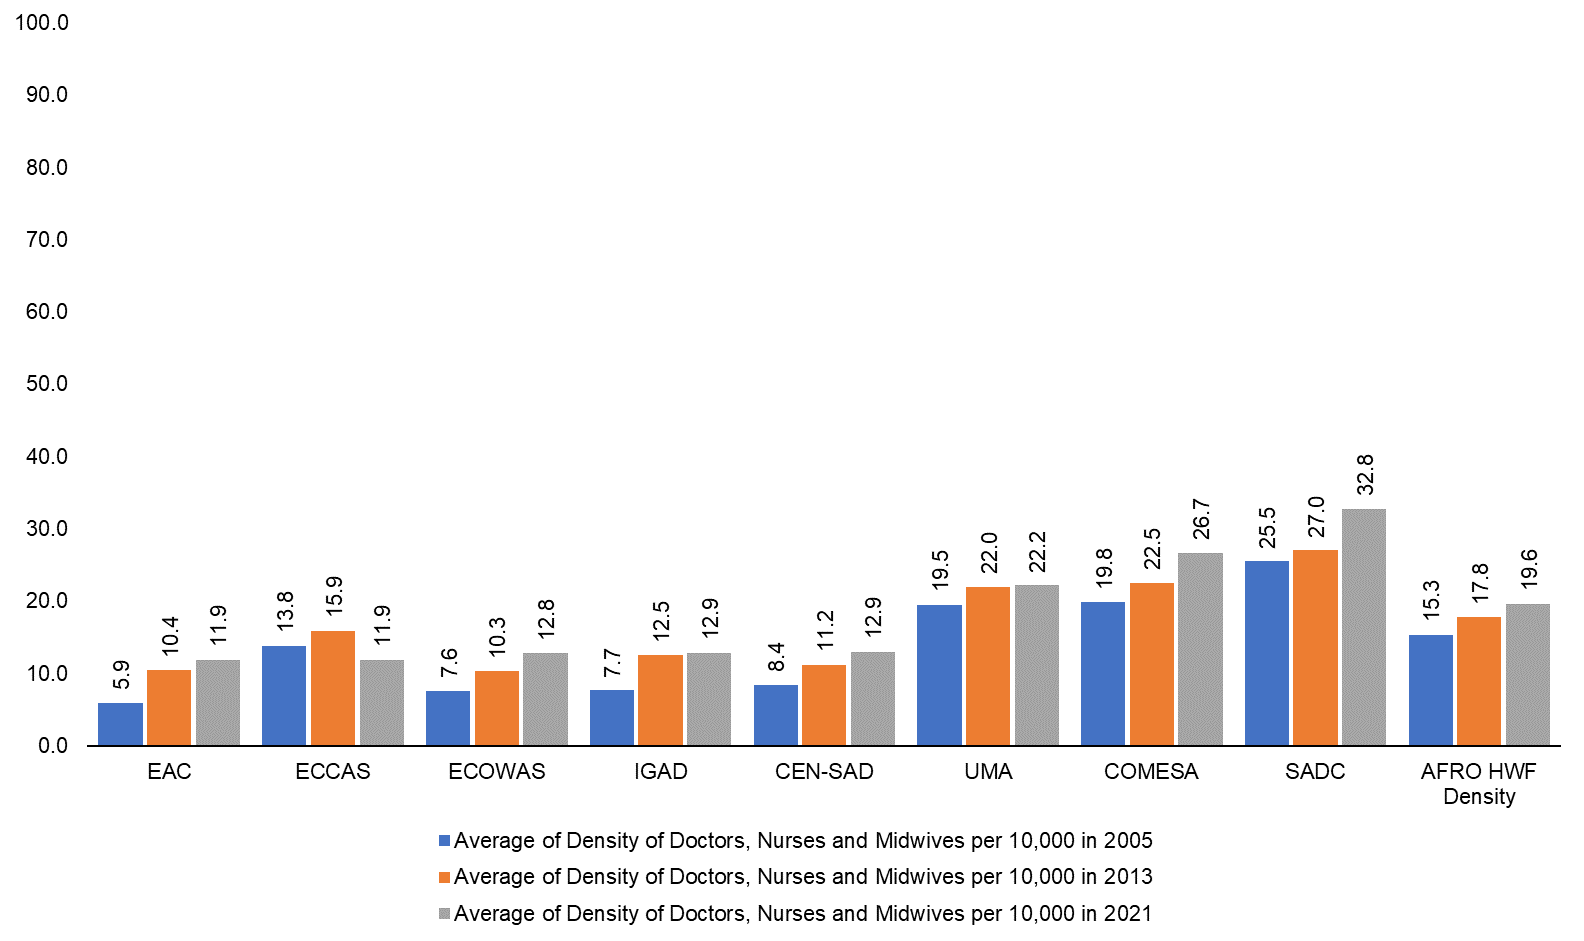 100.0
90.0
80.0
70.0
60.0
50.0
40.0
30.0
20.0
10.0
0.0
5.9
10.4
11.9
13.8
15.9
11.9
7.6
10.3
12.8
7.7
12.5
12.9
8.4
11.2
12.9
19.5
22.0
22.2
19.8
22.5
26.7
25.5
27.0
32.8
15.3
17.8
19.6
EAC
ECCAS
ECOWAS
IGAD
CEN-SAD
UMA
COMESA
SADC
AFRO HWF
Density
Average of Density of Doctors, Nurses and Midwives per 10,000 in 2005
Average of Density of Doctors, Nurses and Midwives per 10,000 in 2013
Average of Density of Doctors, Nurses and Midwives per 10,000 in 2021